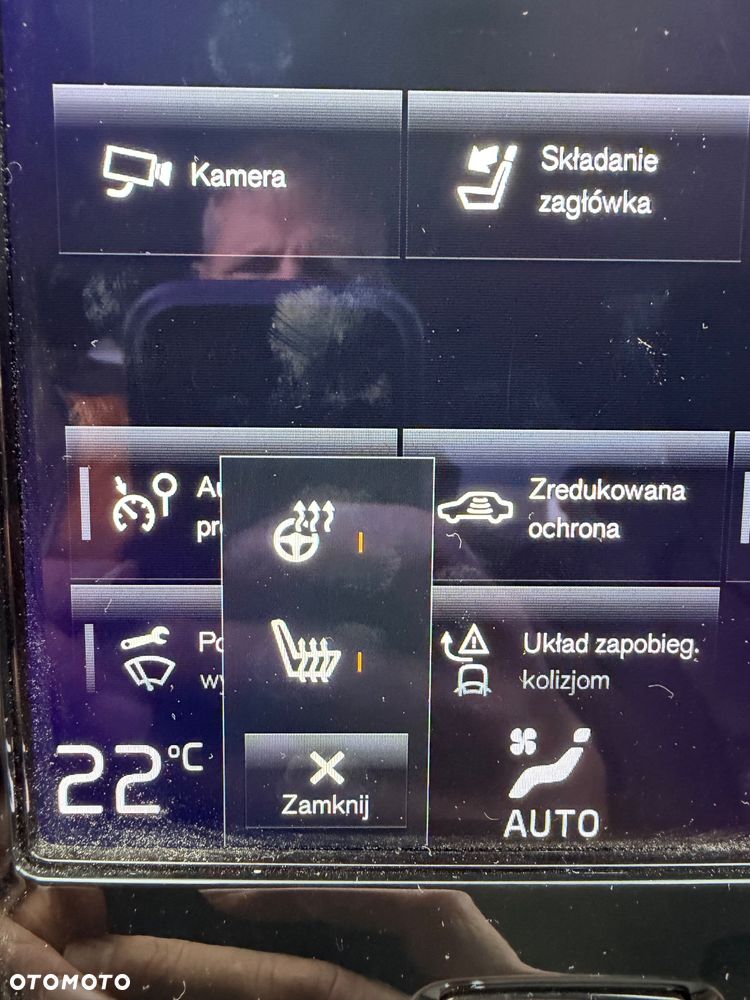 Kamera
Składanie
zagłówka
Zredukowana
ochrona
Układ zapobieg.
kolizjom
22°C
Zamknij
AUTO
OTOMOTO